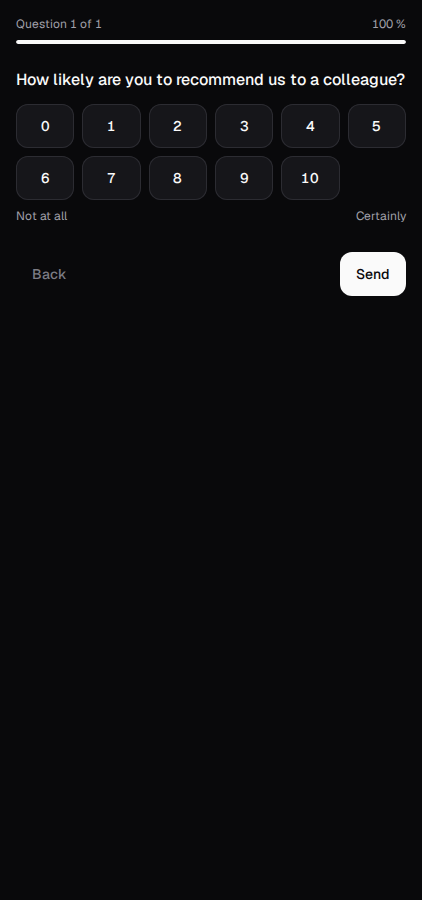 Question 1 of 1 100 %
How likely are you to recommend us to a colleague?
0 1 2 3 4 5
6 7 8 9 10
Not at all Certainly
Back Send